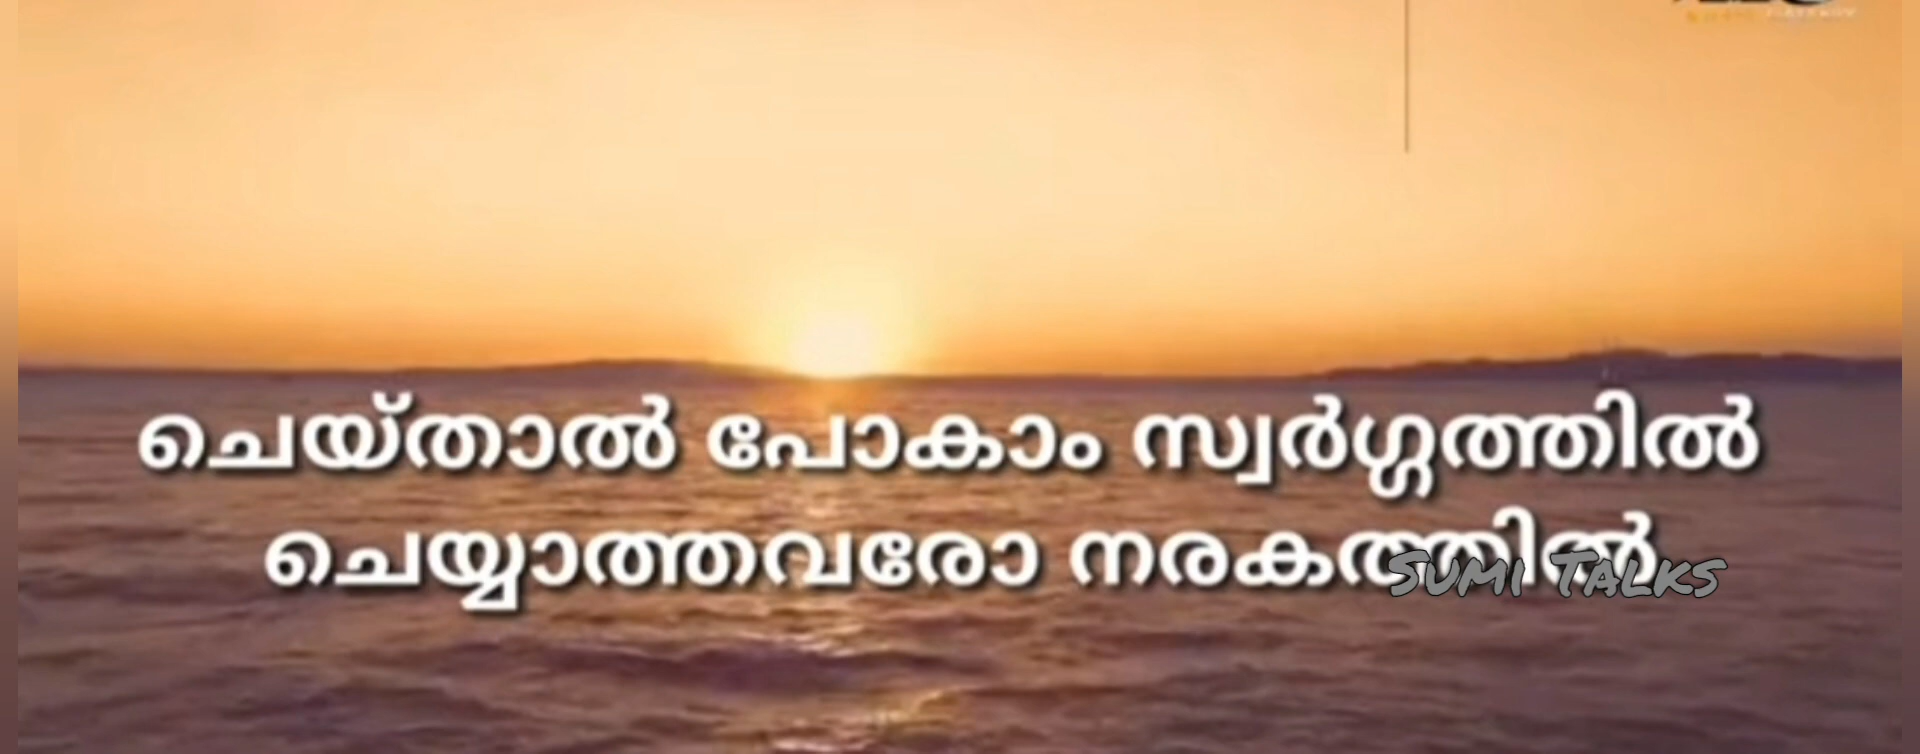 ചെയ്താൽ പോകാം സ്വർഗ്ഗത്തിൽ
ചെയ്യാത്തവരോ നരകത്തിൽ
Sumi Talks